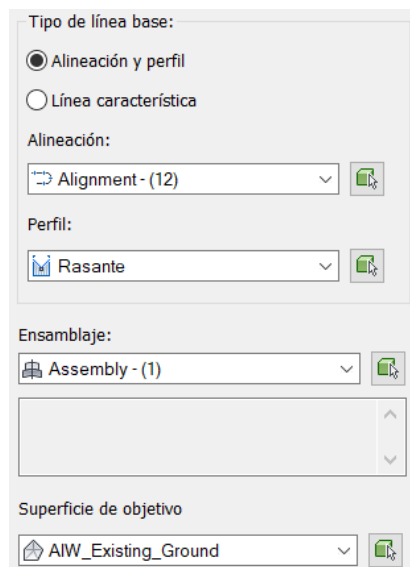 Tipo de línea base:
Alineación y perfil
Línea característica
Alineación:
Alignment - (12)
Perfil:
Rasante
Ensamblaje:
Assembly - (1)
Superficie de objetivo
AIW_Existing_Ground